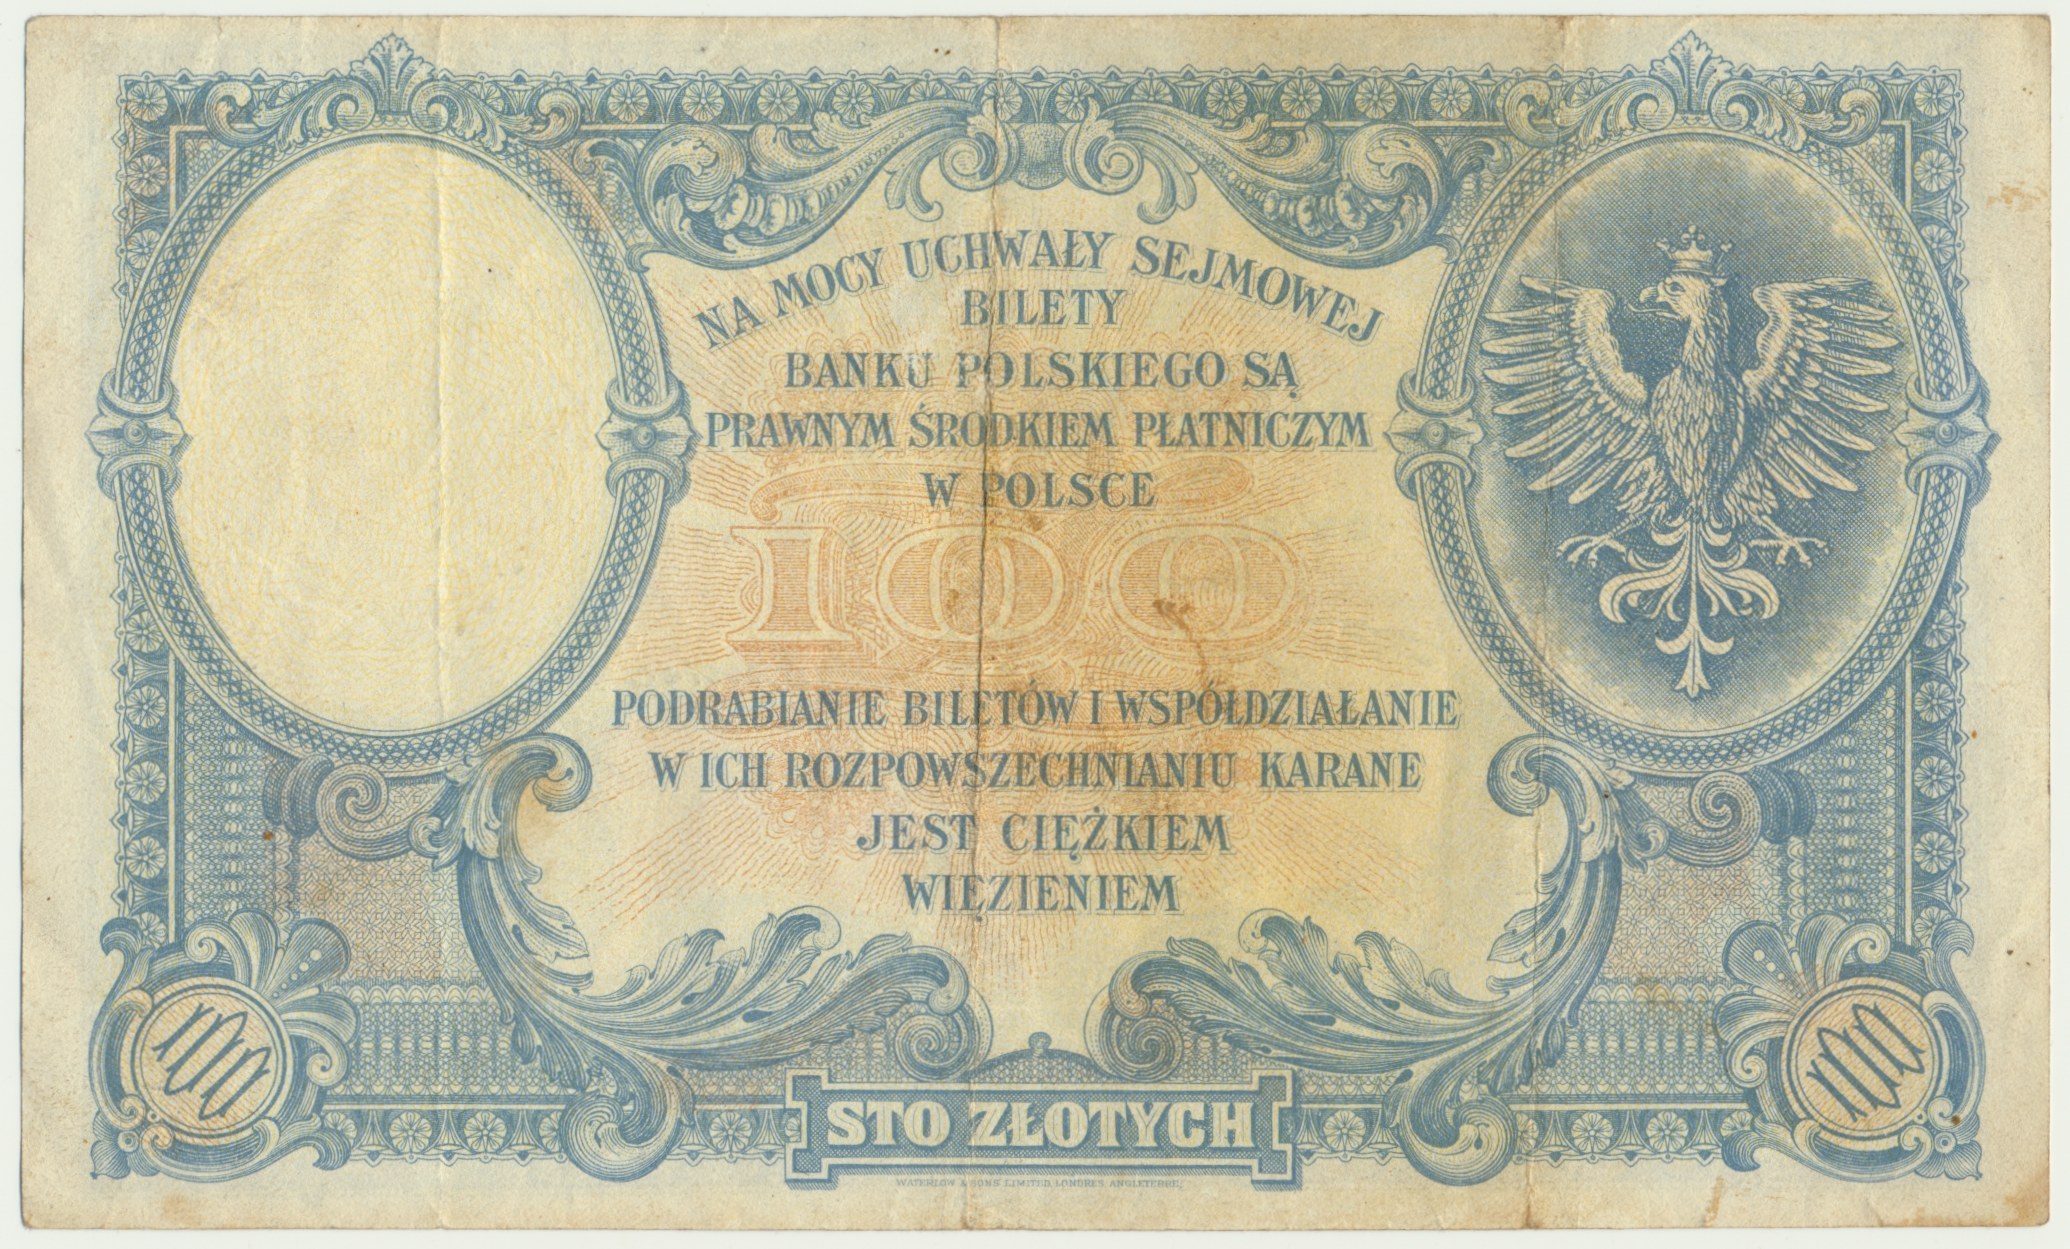 NA MOCY UCHWAŁY SEJMOWEJ
BILETY
BANKU POLSKIEGO SĄ
PRAWNYM ŚRODKIEM PŁATNICZYM
W POLSCE
100
PODRABIANIE BILETÓW I WSPÓŁDZIAŁANIE
W ICH ROZPOWSZECHNIANIU KARANE
JEST CIĘŻKIEM
WIĘZIENIEM
100
100
STO ZŁOTYCH
WATERLOW & SONS LIMITED, LONDRES, ANGLETERRE.